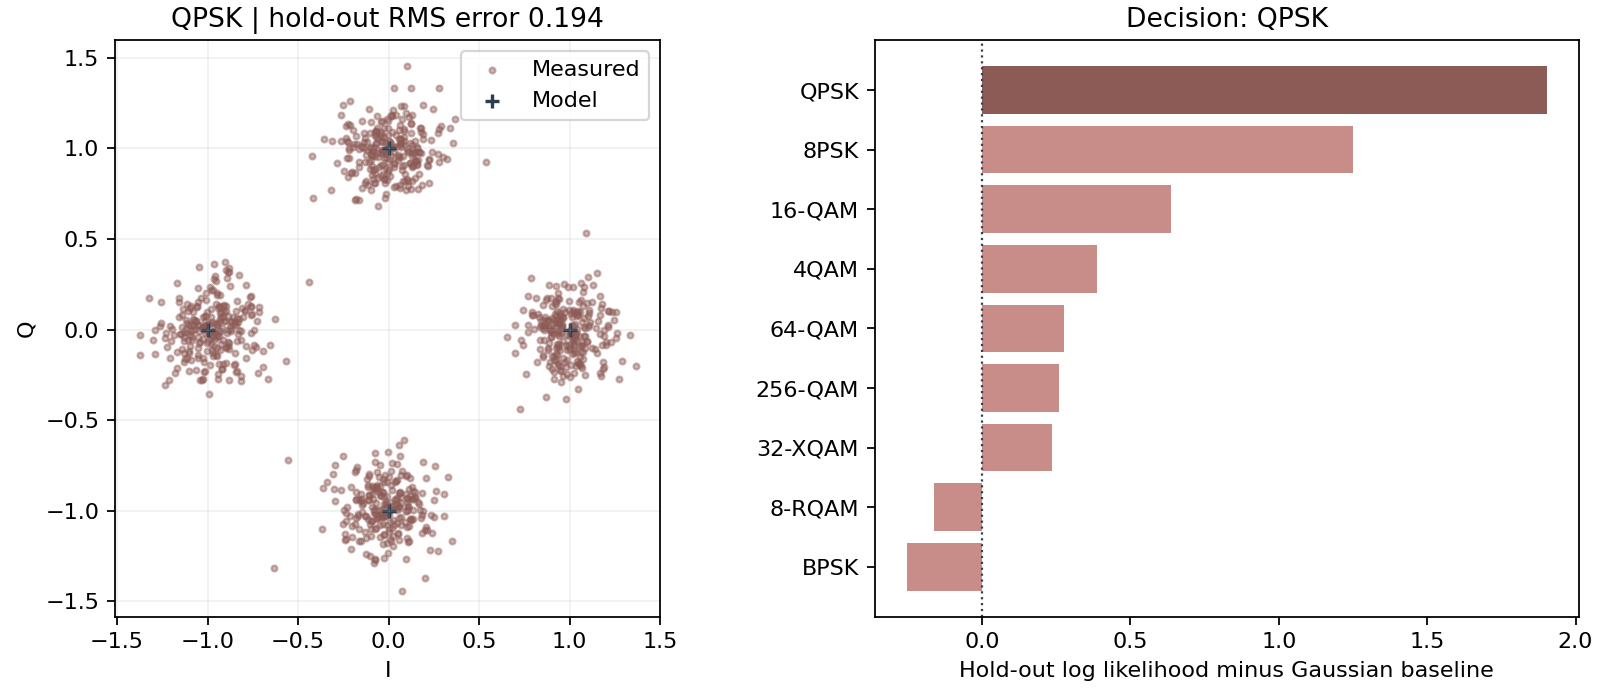 QPSK | hold-out RMS error 0.194
Measured
Model
1.5
1.0
0.5
0.0
−0.5
−1.0
−1.5
Q
−1.5
−1.0
−0.5
0.0
0.5
1.0
1.5
I
Decision: QPSK
QPSK
8PSK
16-QAM
4QAM
64-QAM
256-QAM
32-XQAM
8-RQAM
BPSK
0.0
0.5
1.0
1.5
2.0
Hold-out log likelihood minus Gaussian baseline